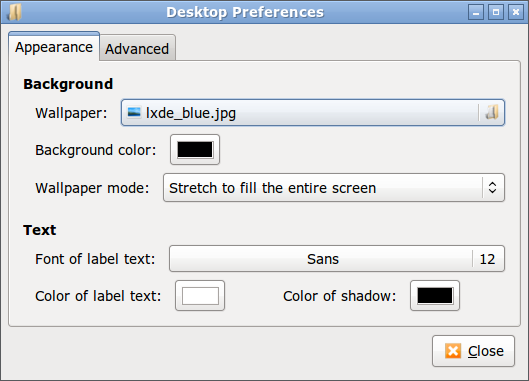 Desktop Preferences
Appearance Advanced
Background
Wallpaper: lxde_blue.jpg
Background color:
Wallpaper mode: Stretch to fill the entire screen
Text
Font of label text: Sans 12
Color of label text: Color of shadow:
Close